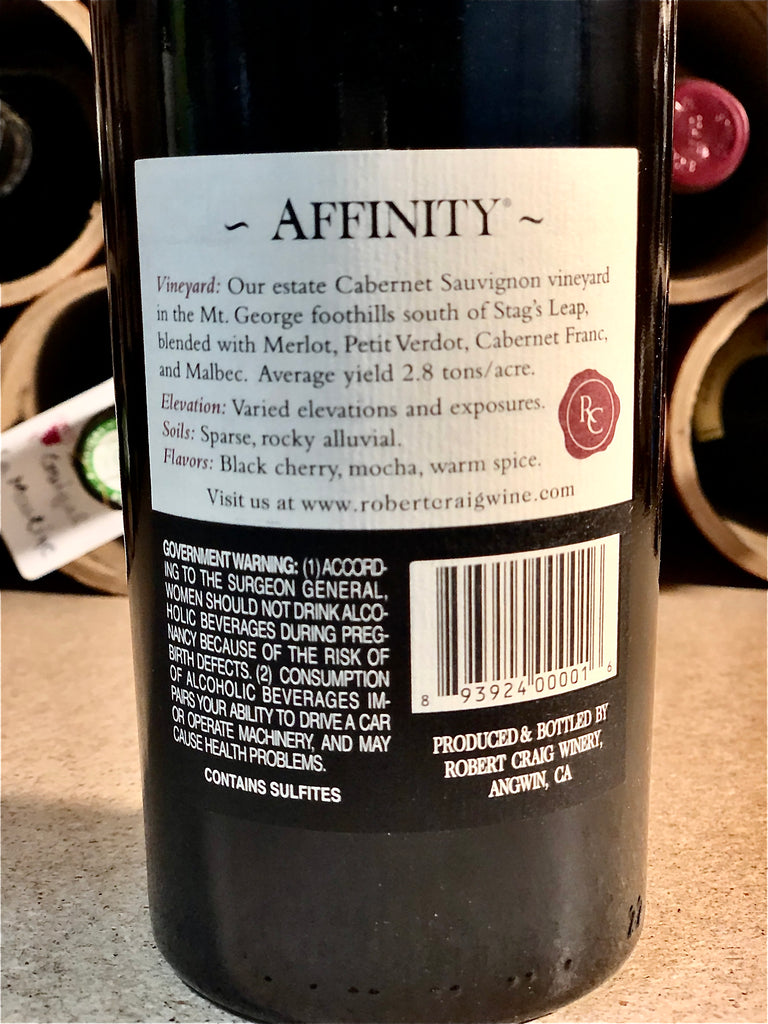 ~ AFFINITY® ~
Vineyard: Our estate Cabernet Sauvignon vineyard
in the Mt. George foothills south of Stag's Leap,
blended with Merlot, Petit Verdot, Cabernet Franc,
and Malbec. Average yield 2.8 tons/acre.
Elevation: Varied elevations and exposures.
Soils: Sparse, rocky alluvial.
Flavors: Black cherry, mocha, warm spice.
RC
Visit us at www.robertcraigwine.com
GOVERNMENT WARNING: (1) ACCORD-
ING TO THE SURGEON GENERAL,
WOMEN SHOULD NOT DRINK ALCO-
HOLIC BEVERAGES DURING PREG-
NANCY BECAUSE OF THE RISK OF
BIRTH DEFECTS. (2) CONSUMPTION
OF ALCOHOLIC BEVERAGES IM-
PAIRS YOUR ABILITY TO DRIVE A CAR
OR OPERATE MACHINERY, AND MAY
CAUSE HEALTH PROBLEMS.
CONTAINS SULFITES
8 93924 00001 6
PRODUCED & BOTTLED BY
ROBERT CRAIG WINERY,
ANGWIN, CA